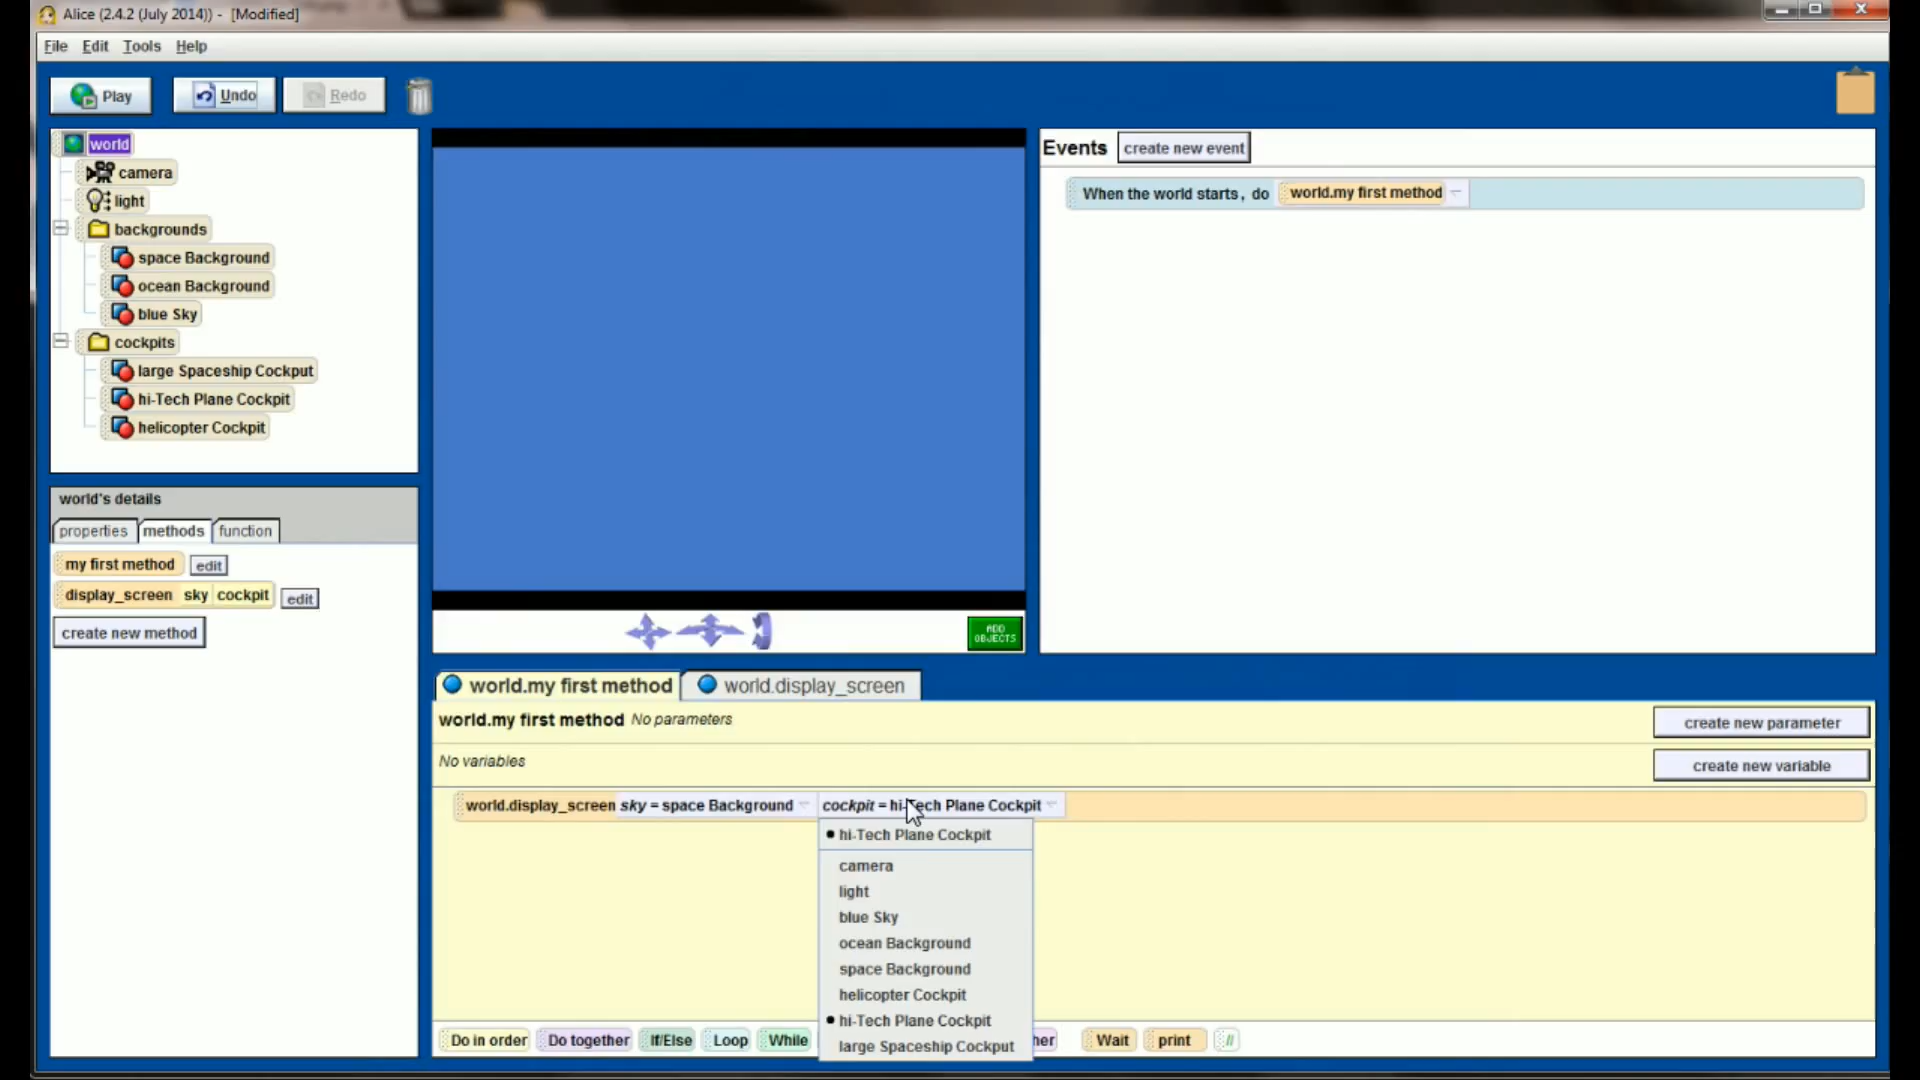 Alice (2.4.2 (July 2014)) - [Modified]
File Edit Tools Help
Play Undo Redo
world
camera
light
backgrounds
space Background
ocean Background
blue Sky
cockpits
large Spaceship Cockput
hi-Tech Plane Cockpit
helicopter Cockpit
world's details
properties methods function
my first method edit
display_screen sky cockpit edit
create new method
ADD
OBJECTS
Events create new event
When the world starts, do world.my first method
world.my first method world.display_screen
world.my first method No parameters
create new parameter
No variables
create new variable
world.display_screen sky = space Background cockpit = hi-Tech Plane Cockpit
hi-Tech Plane Cockpit
camera
light
blue Sky
ocean Background
space Background
helicopter Cockpit
hi-Tech Plane Cockpit
large Spaceship Cockput
Do in order Do together If/Else Loop While her Wait print //